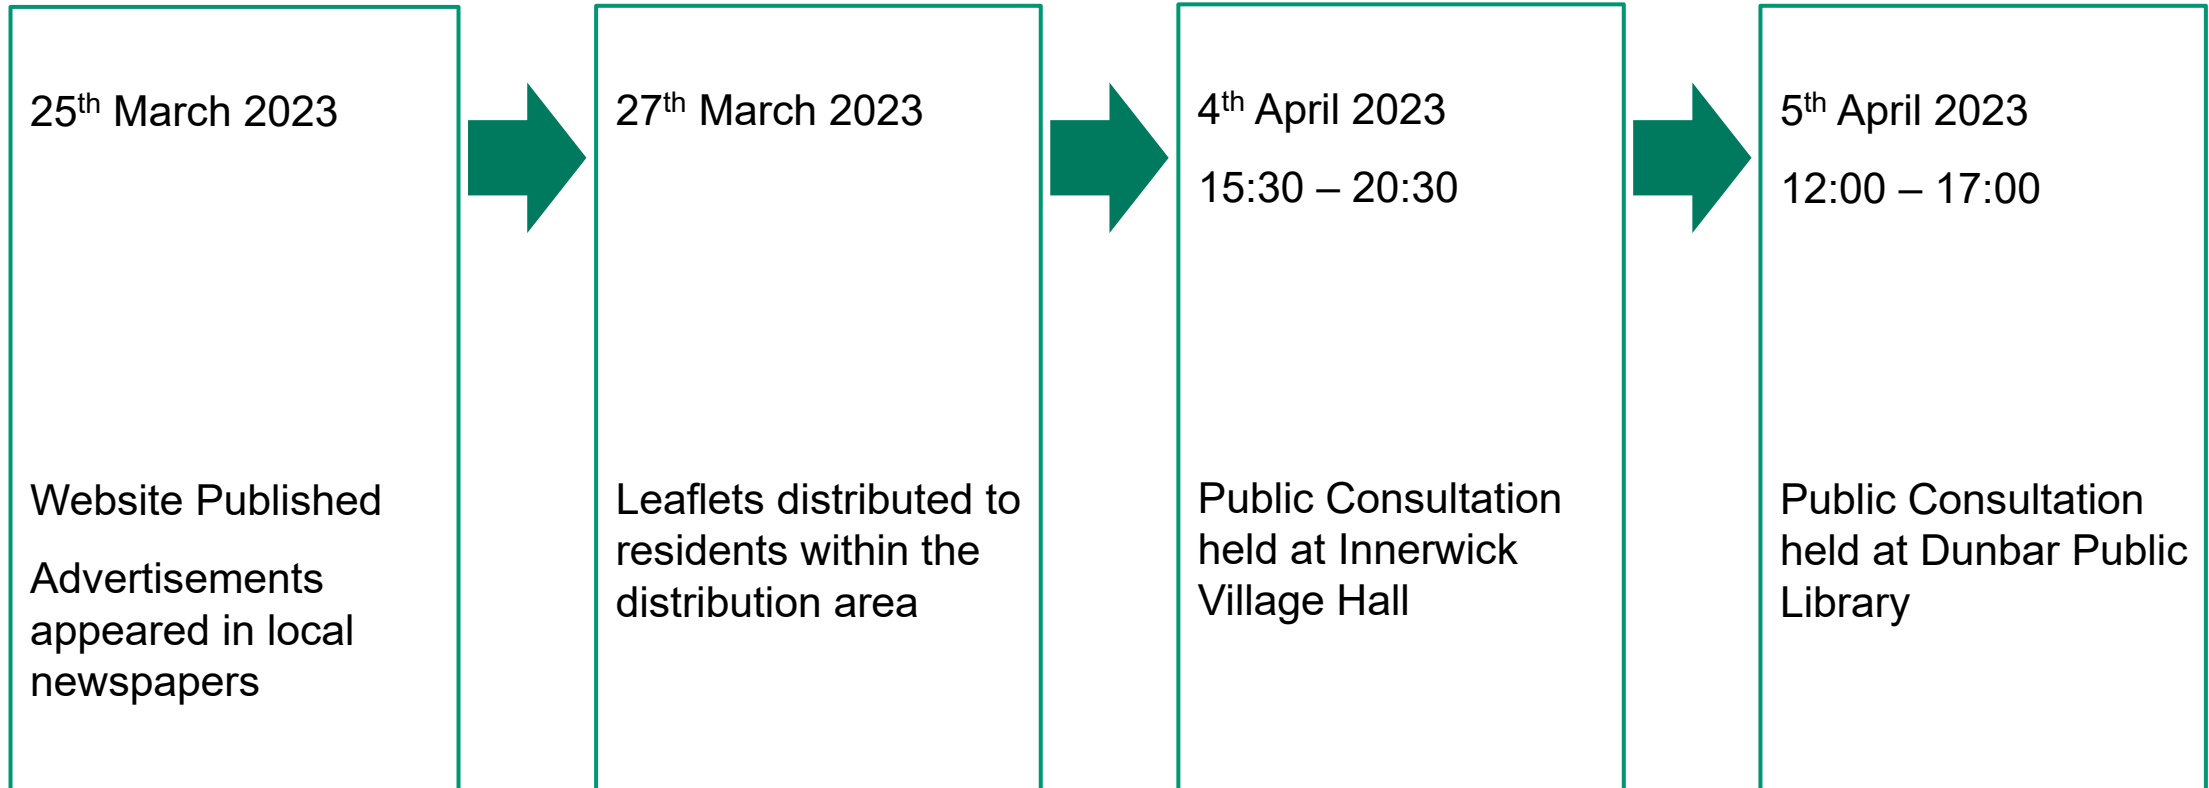 25th March 2023
Website Published
Advertisements
appeared in local
newspapers
27th March 2023
Leaflets distributed to
residents within the
distribution area
4th April 2023
15:30 – 20:30
Public Consultation
held at Innerwick
Village Hall
5th April 2023
12:00 – 17:00
Public Consultation
held at Dunbar Public
Library